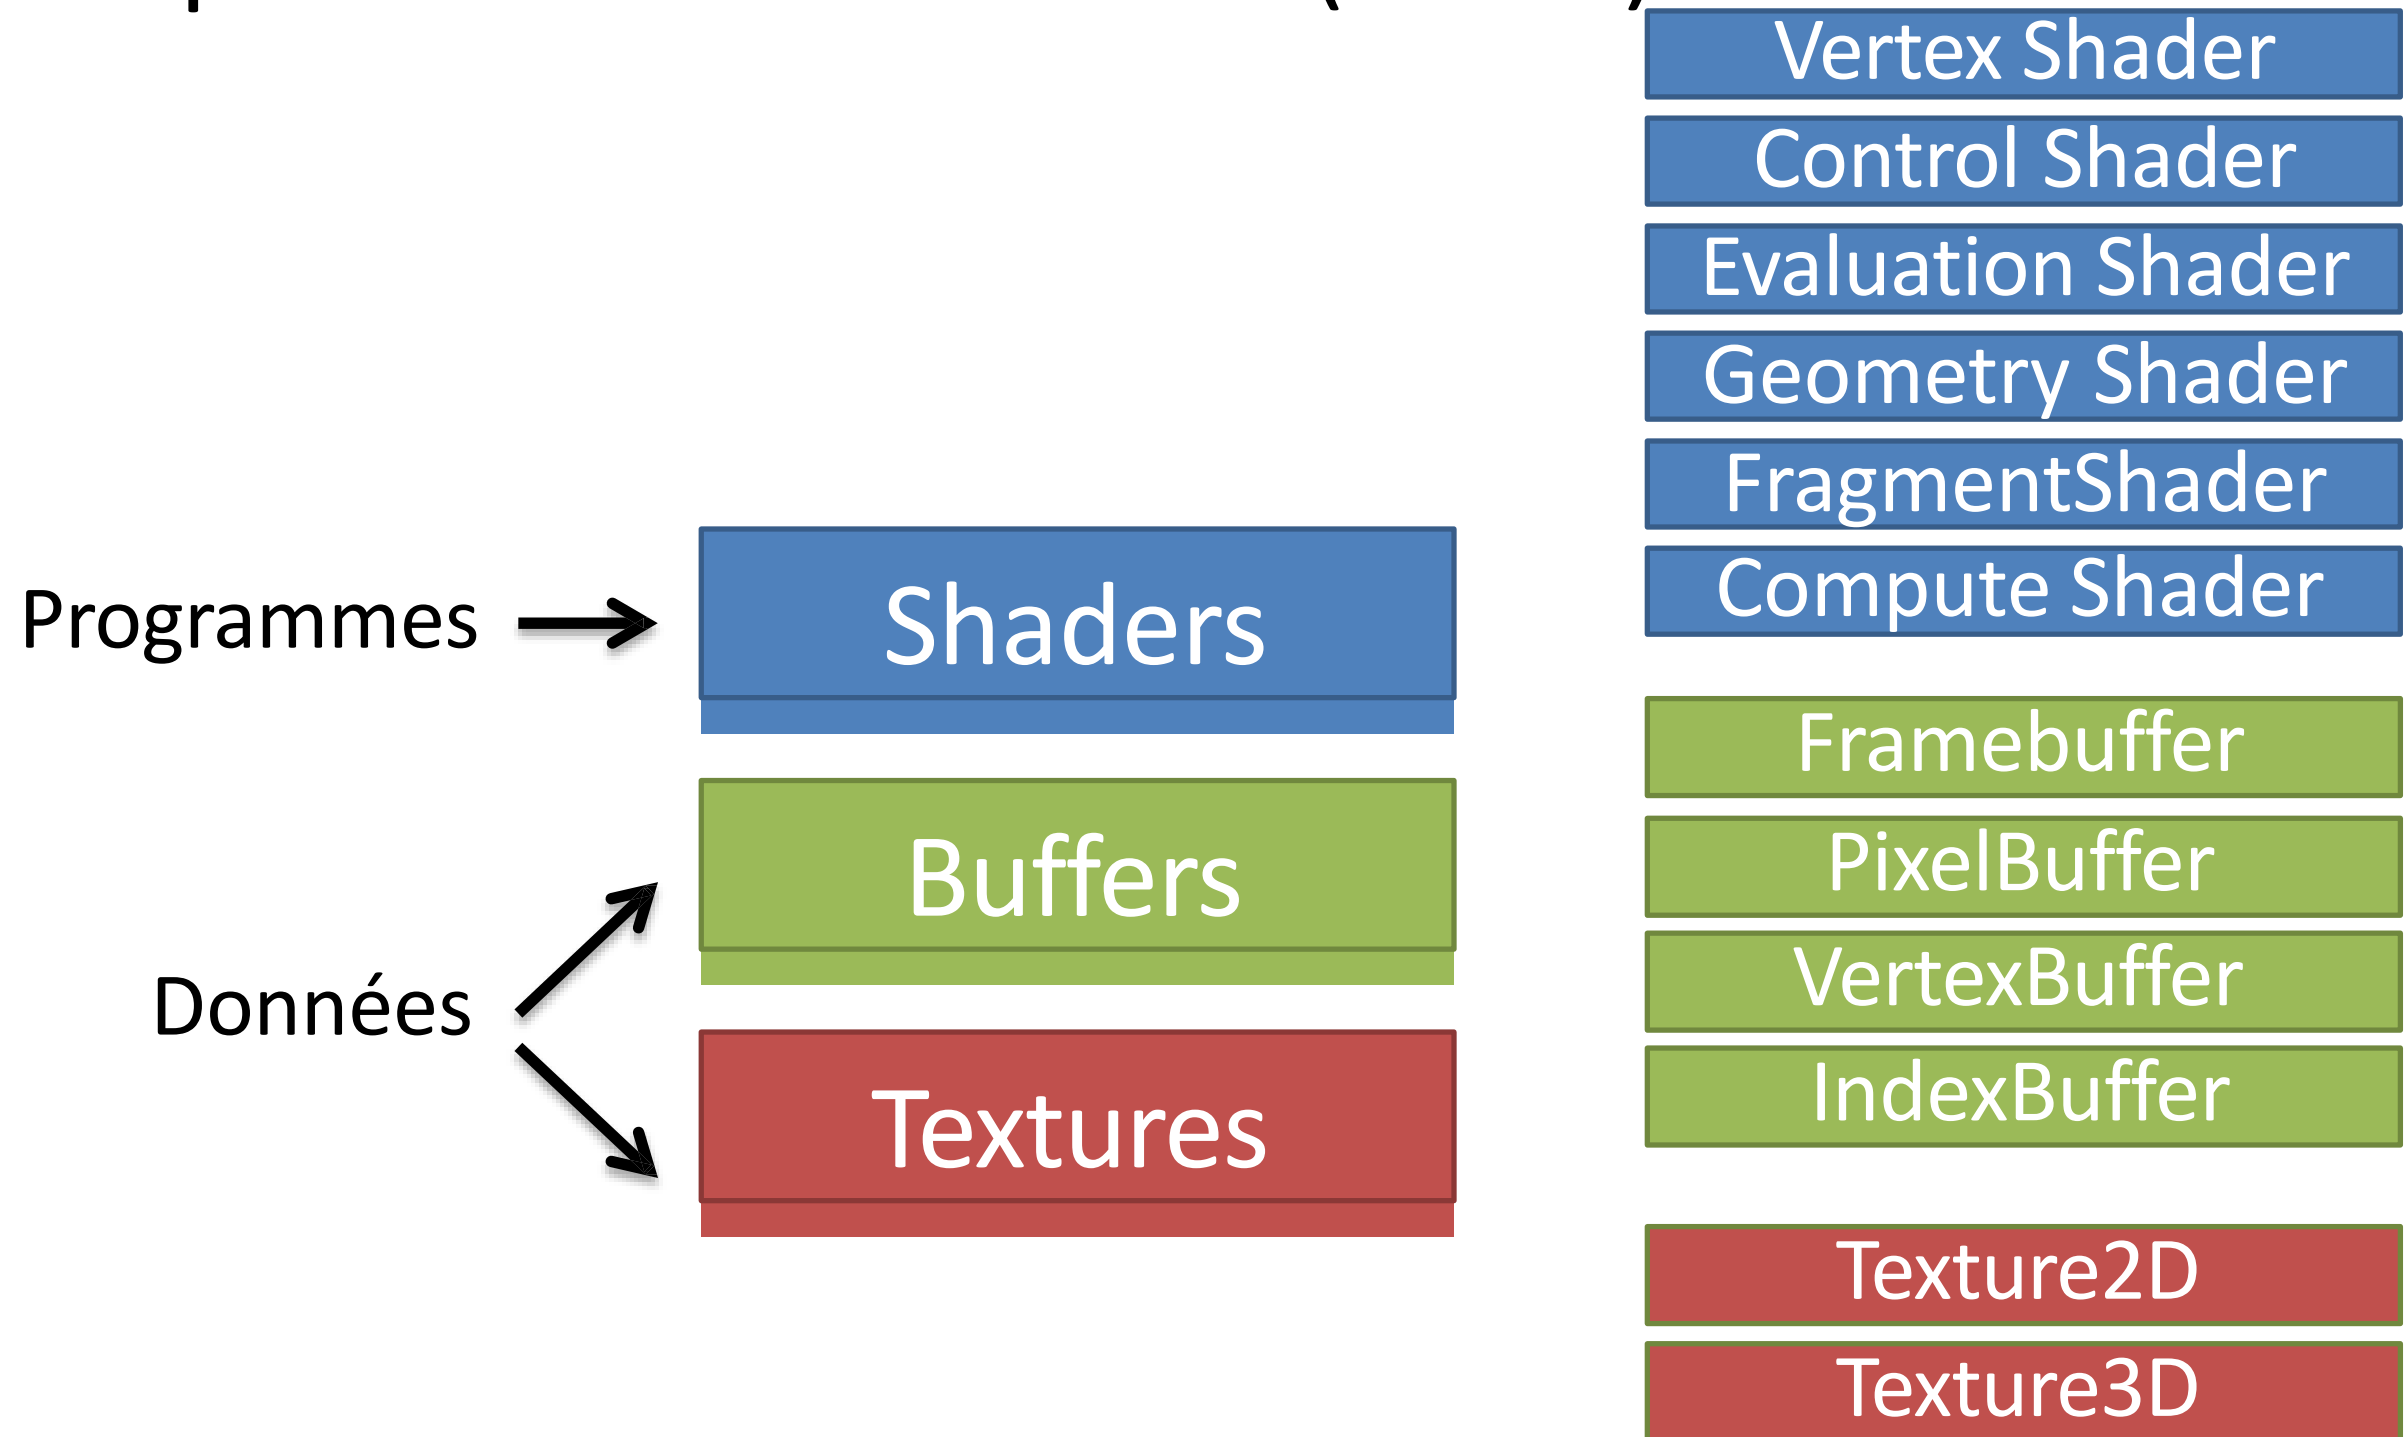 Vertex Shader
Control Shader
Evaluation Shader
Geometry Shader
FragmentShader
Compute Shader
Programmes
Shaders
Framebuffer
PixelBuffer
VertexBuffer
IndexBuffer
Buffers
Données
Textures
Texture2D
Texture3D